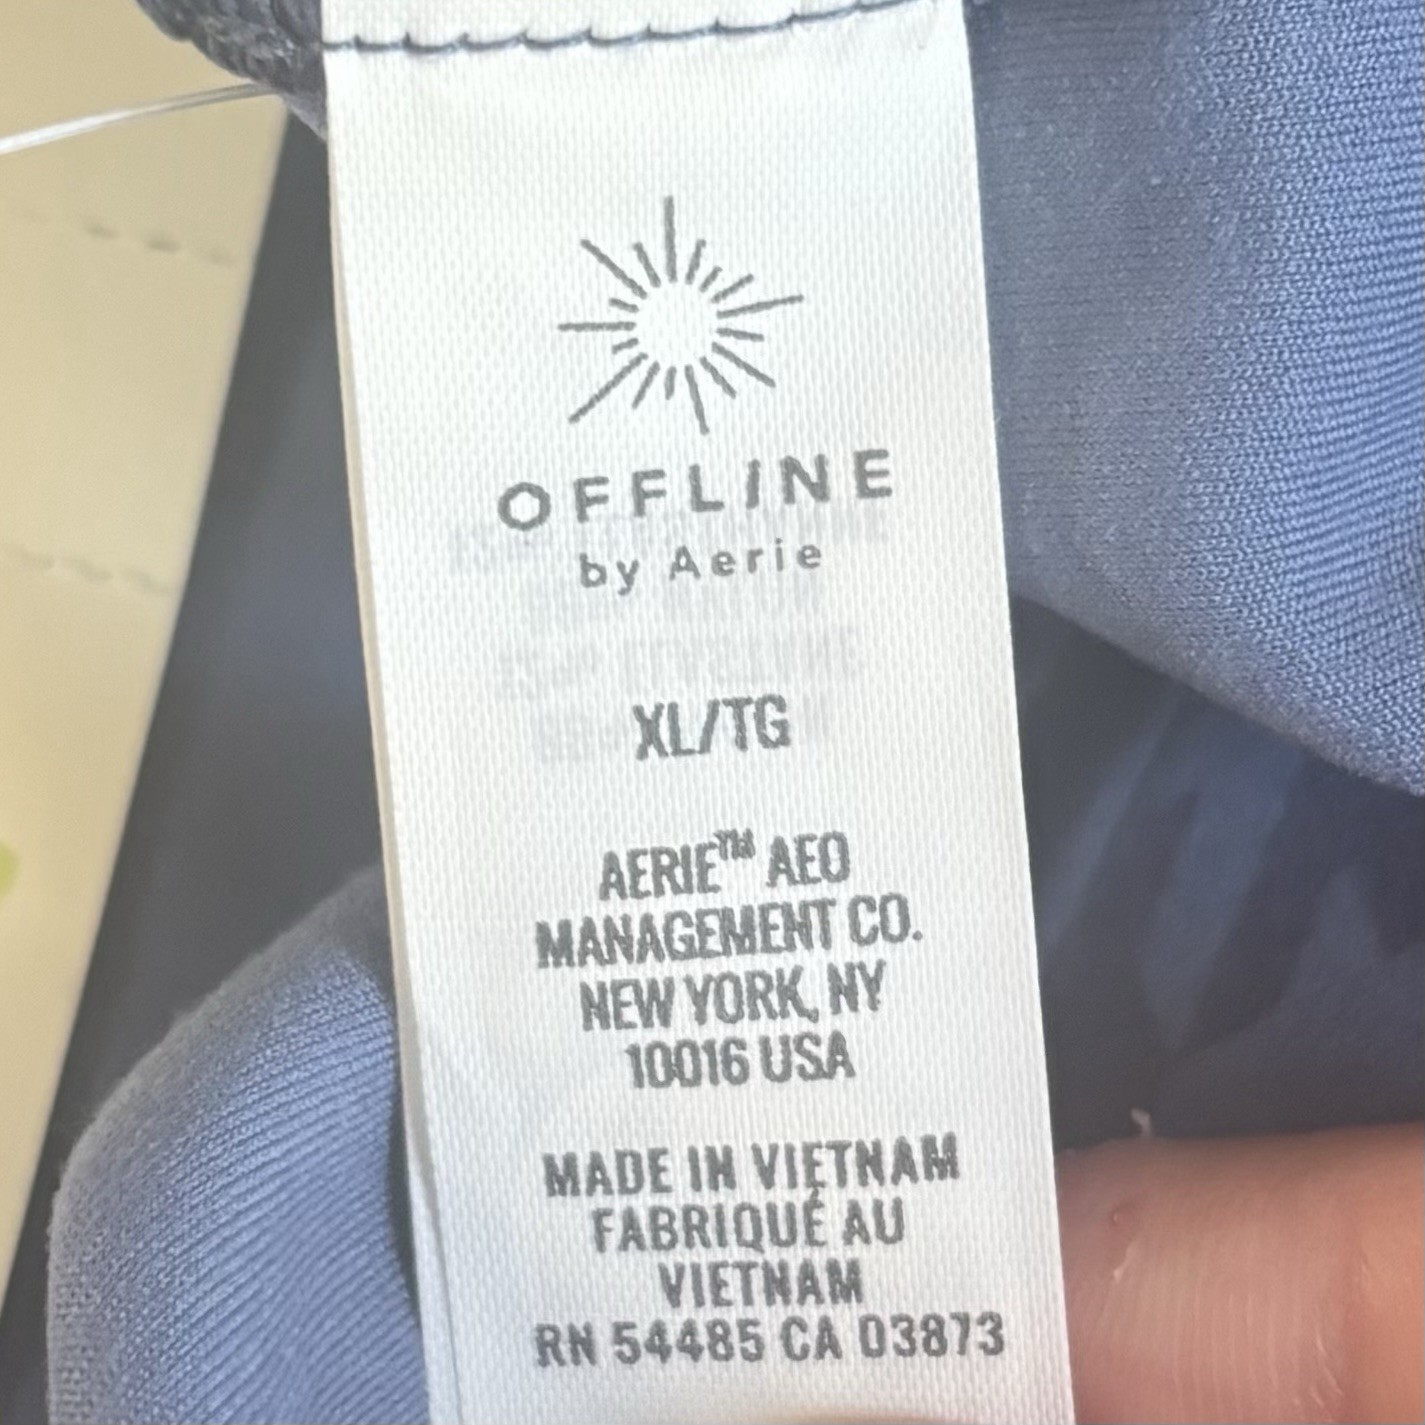 OFFLINE
by Aerie
XL/TG
AERIE™ AEO
MANAGEMENT CO.
NEW YORK, NY
10016 USA
MADE IN VIETNAM
FABRIQUÉ AU
VIETNAM
RN 54485 CA 03873